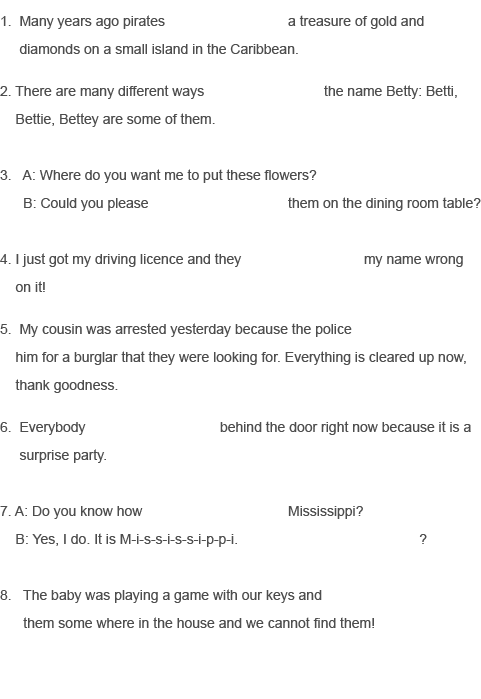 1. Many years ago pirates a treasure of gold and
diamonds on a small island in the Caribbean.
2. There are many different ways the name Betty: Betti,
Bettie, Bettey are some of them.
3. A: Where do you want me to put these flowers?
B: Could you please them on the dining room table?
4. I just got my driving licence and they my name wrong
on it!
5. My cousin was arrested yesterday because the police
him for a burglar that they were looking for. Everything is cleared up now,
thank goodness.
6. Everybody behind the door right now because it is a
surprise party.
7. A: Do you know how Mississippi?
B: Yes, I do. It is M-i-s-s-i-s-s-i-p-p-i. ?
8. The baby was playing a game with our keys and
them some where in the house and we cannot find them!